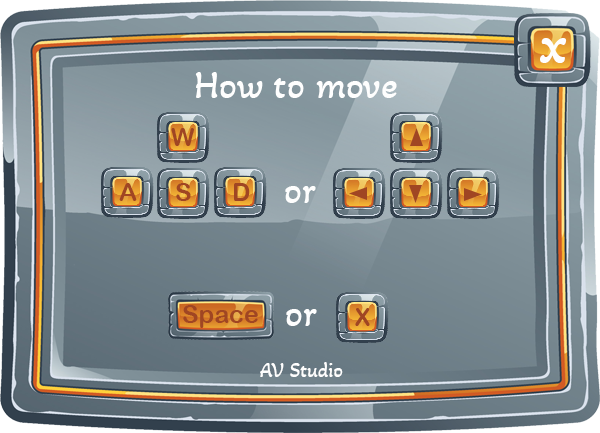 x
How to move
W
A S D or
Space or X
AV Studio